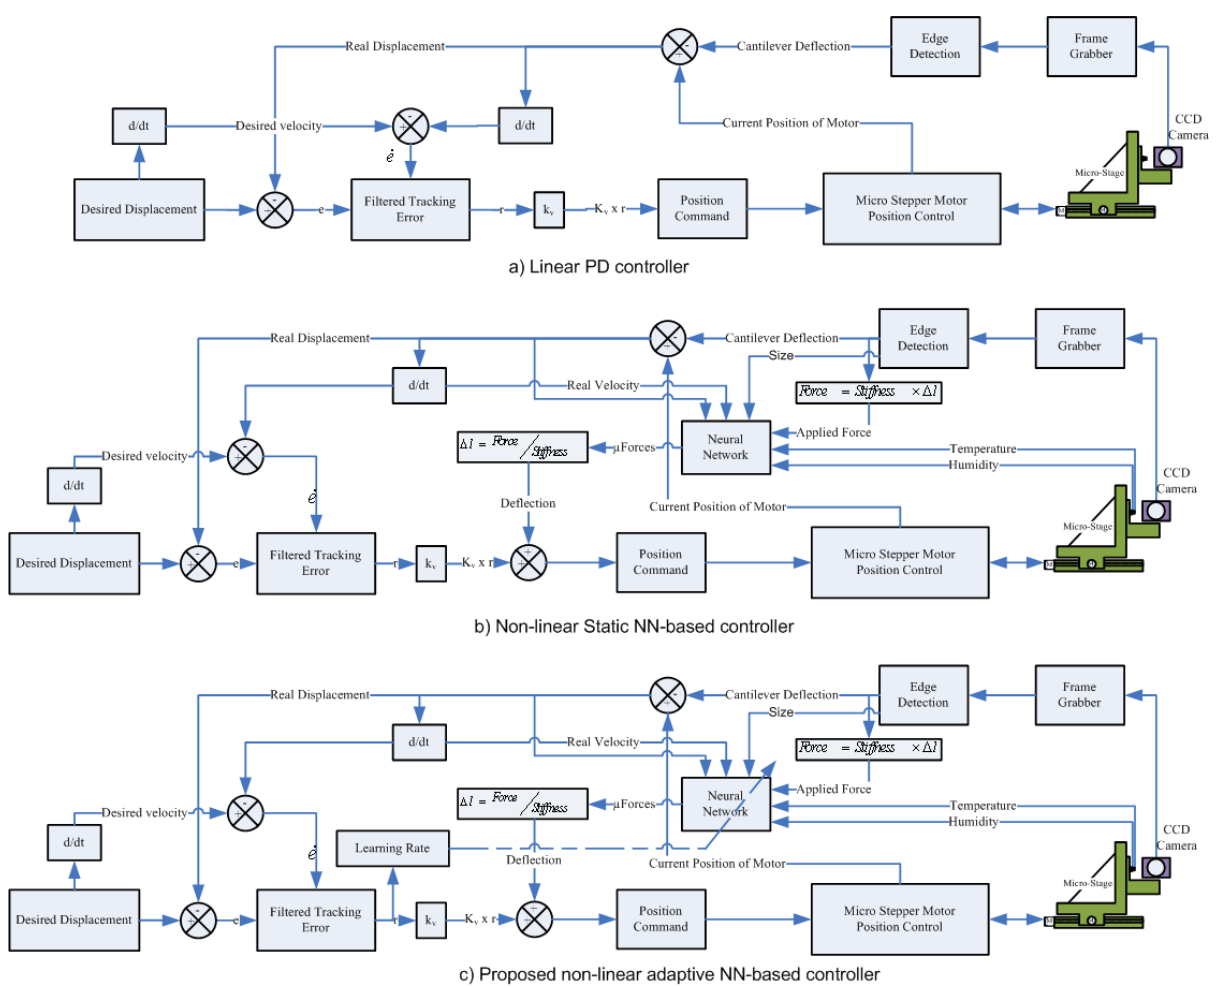 Real Displacement
Cantilever Deflection
Edge
Detection
Frame
Grabber
CCD
Camera
d/dt
Desired velocity
d/dt
ė
Current Position of Motor
Micro-Stage
M
Desired Displacement
e
Filtered Tracking
Error
r
kv
Kv x r
Position
Command
Micro Stepper Motor
Position Control
a) Linear PD controller
Real Displacement
Cantilever Deflection
Size
Edge
Detection
Frame
Grabber
d/dt
Real Velocity
Force = Stiffness × Δl
Desired velocity
Δl = Force / Stiffness
µForces
Neural
Network
Applied Force
Temperature
Humidity
CCD
Camera
d/dt
ė
Deflection
Current Position of Motor
Micro-Stage
M
Desired Displacement
e
Filtered Tracking
Error
r
kv
Kv x r
Position
Command
Micro Stepper Motor
Position Control
b) Non-linear Static NN-based controller
Real Displacement
Cantilever Deflection
Size
Edge
Detection
Frame
Grabber
d/dt
Real Velocity
Force = Stiffness × Δl
Desired velocity
Δl = Force / Stiffness
µForces
Neural
Network
Applied Force
Temperature
Humidity
CCD
Camera
d/dt
ė
Learning Rate
Deflection
Current Position of Motor
Micro-Stage
M
Desired Displacement
e
Filtered Tracking
Error
r
kv
Kv x r
Position
Command
Micro Stepper Motor
Position Control
c) Proposed non-linear adaptive NN-based controller